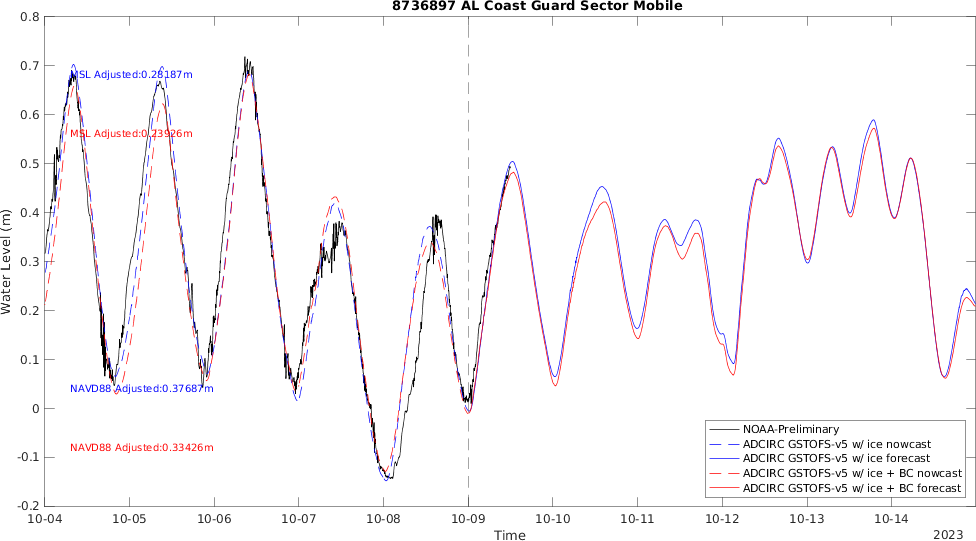 8736897 AL Coast Guard Sector Mobile
0.8
0.7
0.6
0.5
0.4
0.3
0.2
0.1
0
-0.1
-0.2
Water Level (m)
MSL Adjusted:0.28187m
MSL Adjusted:0.23926m
NAVD88 Adjusted:0.37687m
NAVD88 Adjusted:0.33426m
NOAA-Preliminary
ADCIRC GSTOFS-v5 w/ ice nowcast
ADCIRC GSTOFS-v5 w/ ice forecast
ADCIRC GSTOFS-v5 w/ ice + BC nowcast
ADCIRC GSTOFS-v5 w/ ice + BC forecast
10-04 10-05 10-06 10-07 10-08 10-09 10-10 10-11 10-12 10-13 10-14
Time
2023